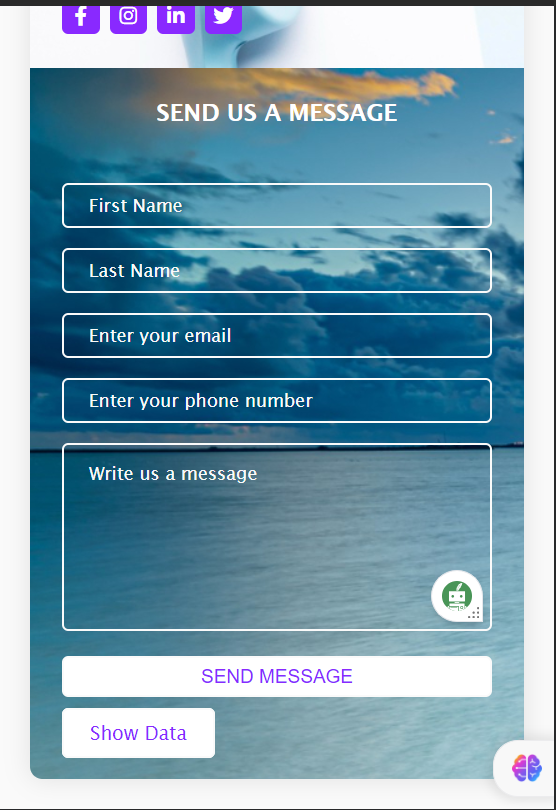 SEND US A MESSAGE
First Name
Last Name
Enter your email
Enter your phone number
Write us a message
SEND MESSAGE
Show Data